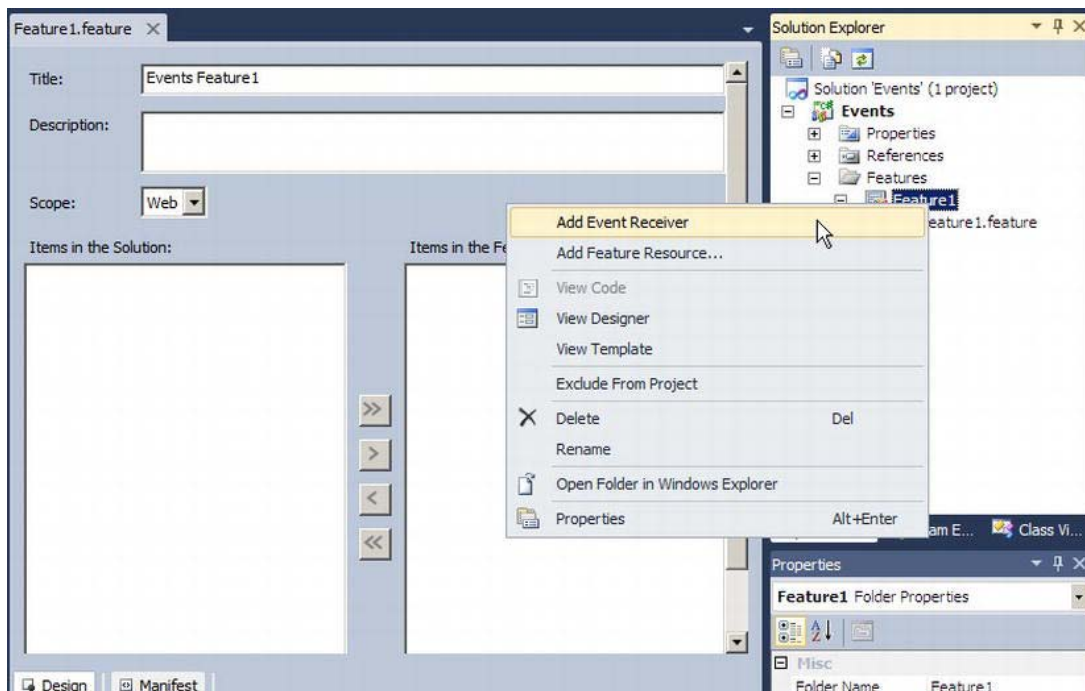 Feature1.feature
Title:
Events Feature1
Description:
Scope:
Web
Items in the Solution:
Items in the Fe
Design
Manifest
Add Event Receiver
Add Feature Resource...
View Code
View Designer
View Template
Exclude From Project
Delete Del
Rename
Open Folder in Windows Explorer
Properties Alt+Enter
Solution Explorer
Solution 'Events' (1 project)
Events
Properties
References
Features
Feature1
eature1.feature
am E...
Class Vi...
Properties
Feature1 Folder Properties
Misc
Folder Name Feature1